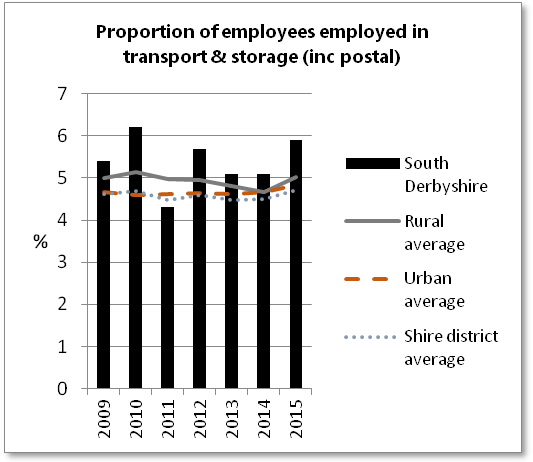 Proportion of employees employed in
transport & storage (inc postal)
7
6
5
4
3
2
1
0
%
2009
2010
2011
2012
2013
2014
2015
South
Derbyshire
Rural
average
Urban
average
Shire district
average